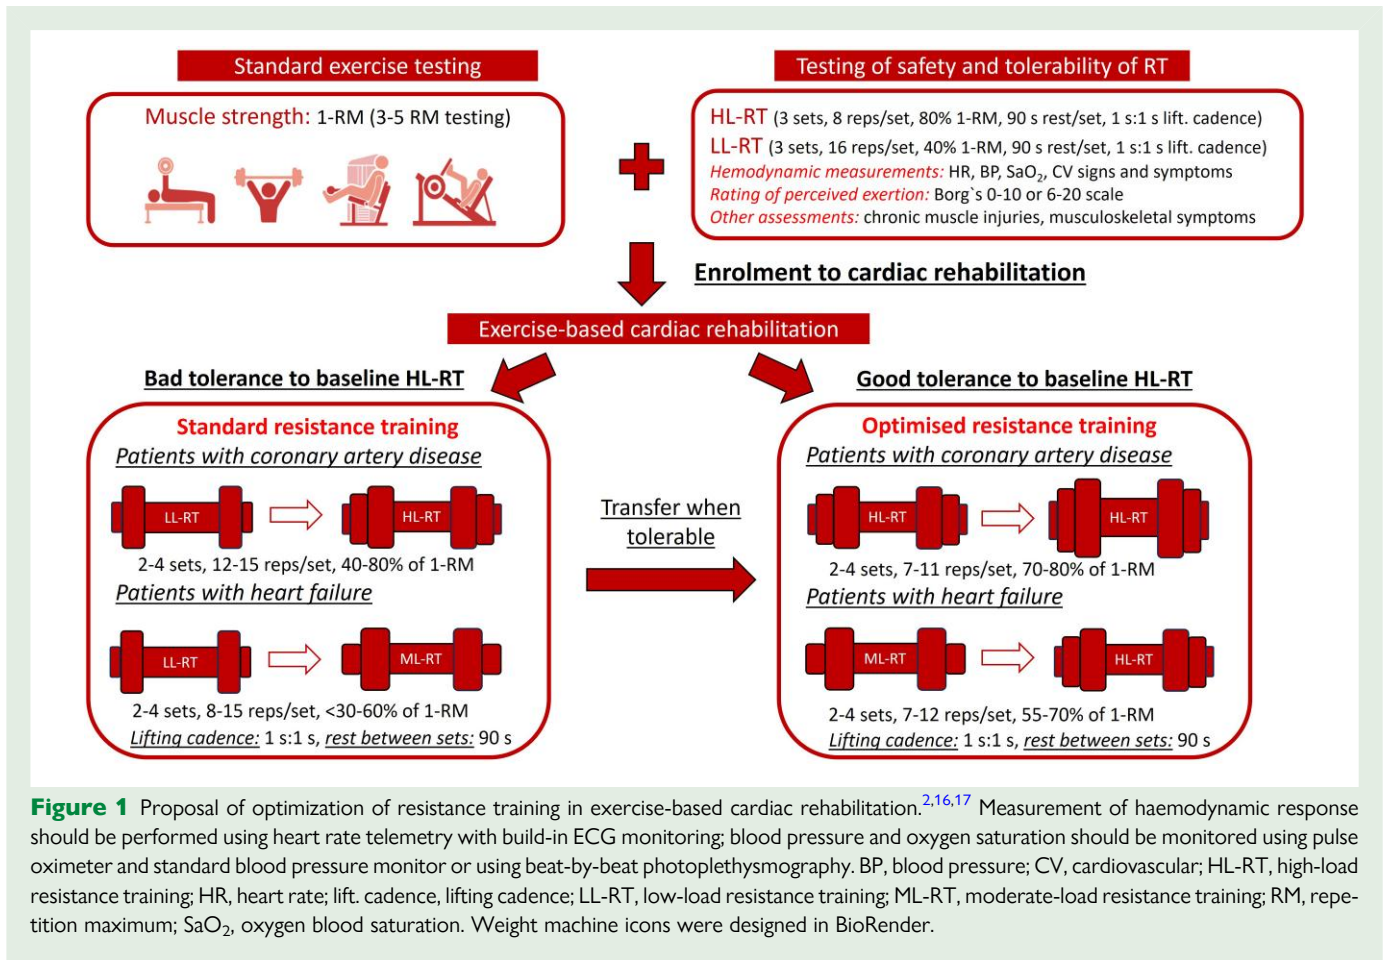 Standard exercise testing
Muscle strength: 1-RM (3-5 RM testing)
Testing of safety and tolerability of RT
HL-RT (3 sets, 8 reps/set, 80% 1-RM, 90 s rest/set, 1 s:1 s lift. cadence)
LL-RT (3 sets, 16 reps/set, 40% 1-RM, 90 s rest/set, 1 s:1 s lift. cadence)
Hemodynamic measurements: HR, BP, SaO₂, CV signs and symptoms
Rating of perceived exertion: Borg`s 0-10 or 6-20 scale
Other assessments: chronic muscle injuries, musculoskeletal symptoms
Enrolment to cardiac rehabilitation
Exercise-based cardiac rehabilitation
Bad tolerance to baseline HL-RT
Standard resistance training
Patients with coronary artery disease
LL-RT
HL-RT
2-4 sets, 12-15 reps/set, 40-80% of 1-RM
Patients with heart failure
LL-RT
ML-RT
2-4 sets, 8-15 reps/set, <30-60% of 1-RM
Lifting cadence: 1 s:1 s, rest between sets: 90 s
Transfer when
tolerable
Good tolerance to baseline HL-RT
Optimised resistance training
Patients with coronary artery disease
HL-RT
HL-RT
2-4 sets, 7-11 reps/set, 70-80% of 1-RM
Patients with heart failure
ML-RT
HL-RT
2-4 sets, 7-12 reps/set, 55-70% of 1-RM
Lifting cadence: 1 s:1 s, rest between sets: 90 s
Figure 1 Proposal of optimization of resistance training in exercise-based cardiac rehabilitation.2,16,17 Measurement of haemodynamic response
should be performed using heart rate telemetry with build-in ECG monitoring; blood pressure and oxygen saturation should be monitored using pulse
oximeter and standard blood pressure monitor or using beat-by-beat photoplethysmography. BP, blood pressure; CV, cardiovascular; HL-RT, high-load
resistance training; HR, heart rate; lift. cadence, lifting cadence; LL-RT, low-load resistance training; ML-RT, moderate-load resistance training; RM, repe-
tition maximum; SaO₂, oxygen blood saturation. Weight machine icons were designed in BioRender.